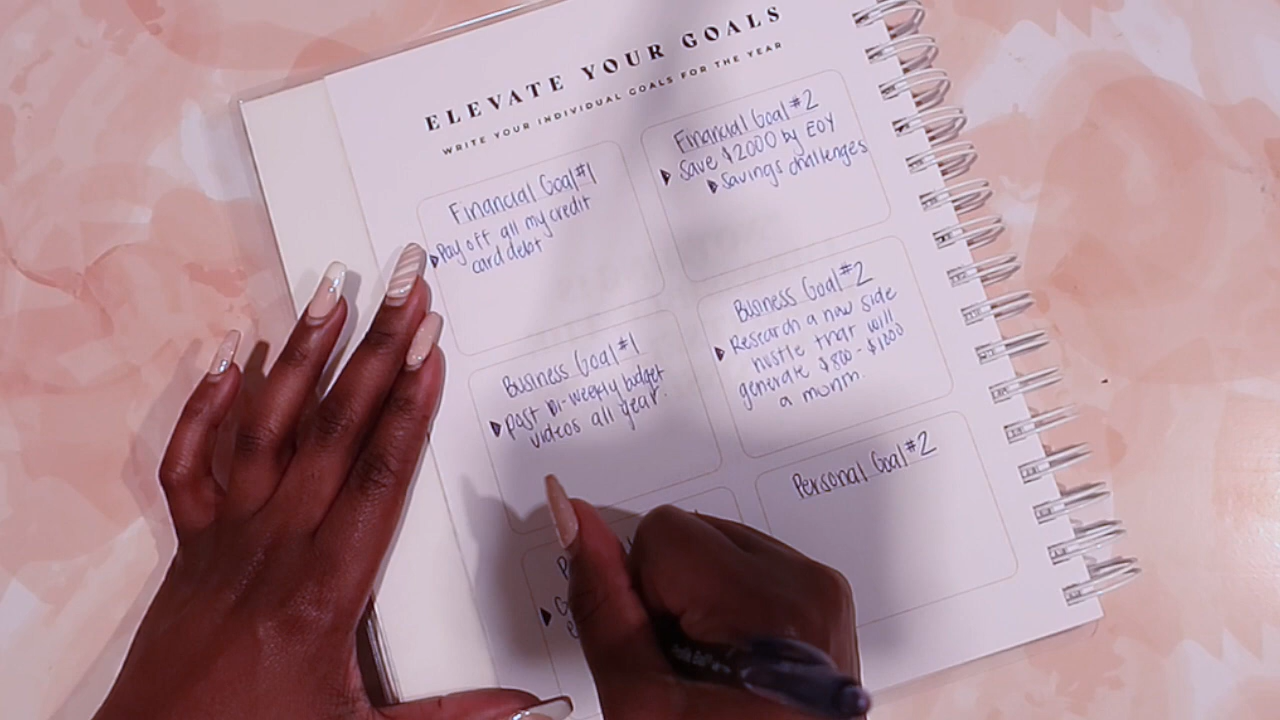 ELEVATE YOUR GOALS
WRITE YOUR INDIVIDUAL GOALS FOR THE YEAR
Financial Goal #1
Pay off all my credit
card debt
Financial Goal #2
Save $2000 by EOY
Savings challenges
Business Goal #1
post bi-weekly budget
videos all year.
Business Goal #2
Research a new side
hustle that will
generate $800 - $1200
a month.
Personal Goal #2